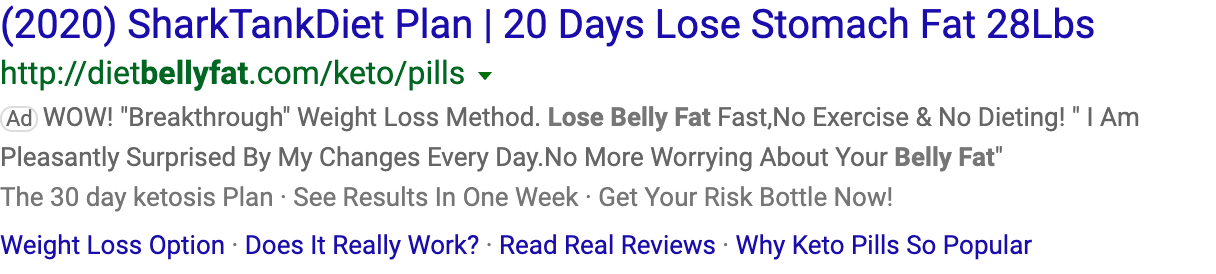 (2020) SharkTankDiet Plan | 20 Days Lose Stomach Fat 28Lbs
http://dietbellyfat.com/keto/pills
Ad WOW! "Breakthrough" Weight Loss Method. Lose Belly Fat Fast,No Exercise & No Dieting! " I Am
Pleasantly Surprised By My Changes Every Day.No More Worrying About Your Belly Fat"
The 30 day ketosis Plan · See Results In One Week · Get Your Risk Bottle Now!
Weight Loss Option · Does It Really Work? · Read Real Reviews · Why Keto Pills So Popular